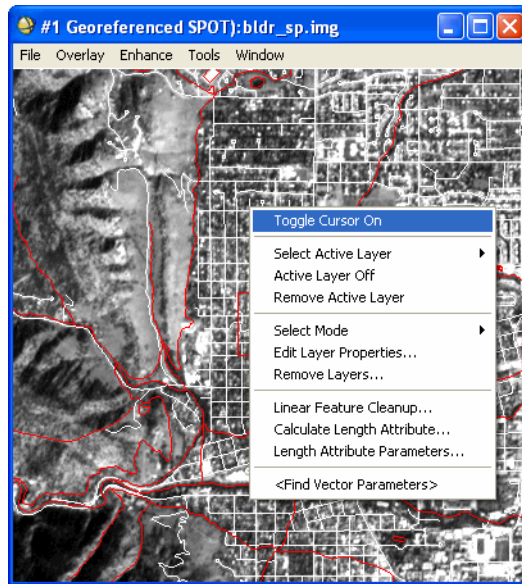 #1 Georeferenced SPOT):bldr_sp.img
File Overlay Enhance Tools Window
Toggle Cursor On
Select Active Layer
Active Layer Off
Remove Active Layer
Select Mode
Edit Layer Properties...
Remove Layers...
Linear Feature Cleanup...
Calculate Length Attribute...
Length Attribute Parameters...
<Find Vector Parameters>